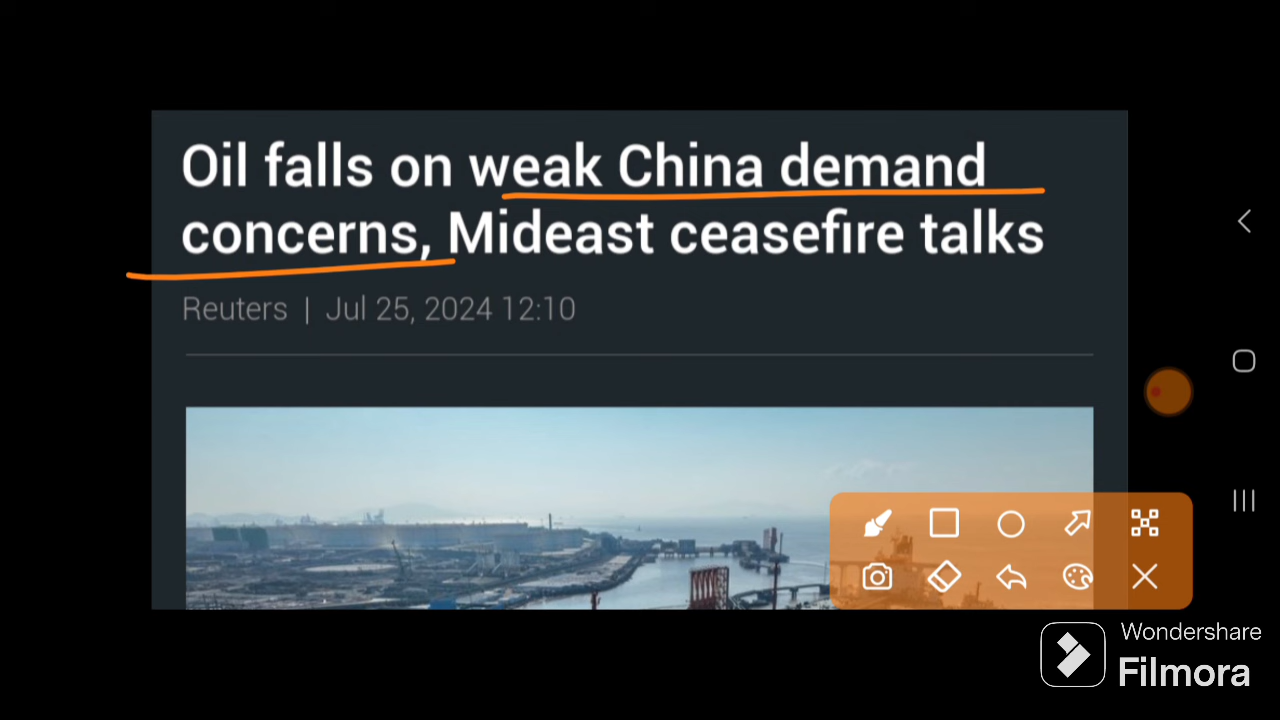 Oil falls on weak China demand
concerns, Mideast ceasefire talks
Reuters | Jul 25, 2024 12:10
Wondershare
Filmora